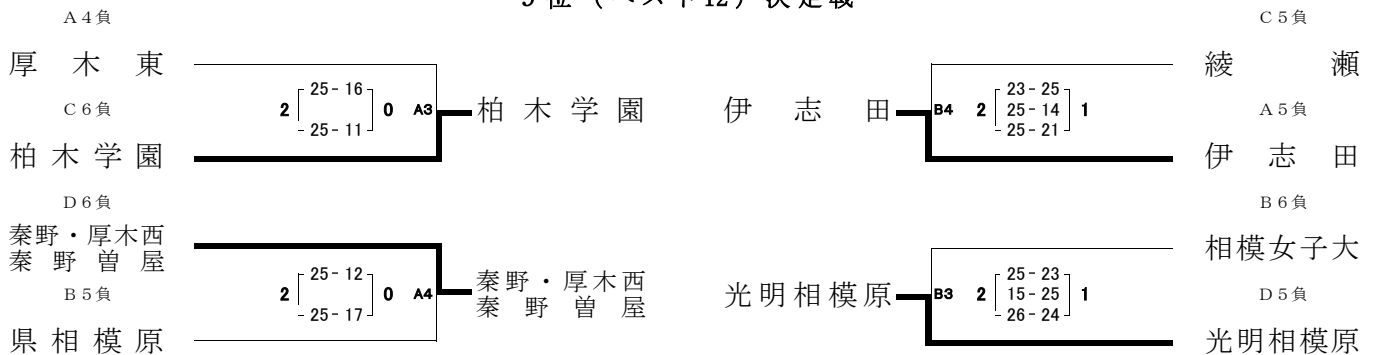 A4負
C5負
厚木東
綾瀬
25-16
2 0 A3
25-11
柏木学園
伊志田
23-25
B4 2 25-14 1
25-21
C6負
A5負
柏木学園
伊志田
D6負
B6負
秦野・厚木西
秦野曽屋
相模女子大
25-12
2 0 A4
25-17
秦野・厚木西
秦野曽屋
光明相模原
25-23
B3 2 15-25 1
26-24
B5負
D5負
県相模原
光明相模原